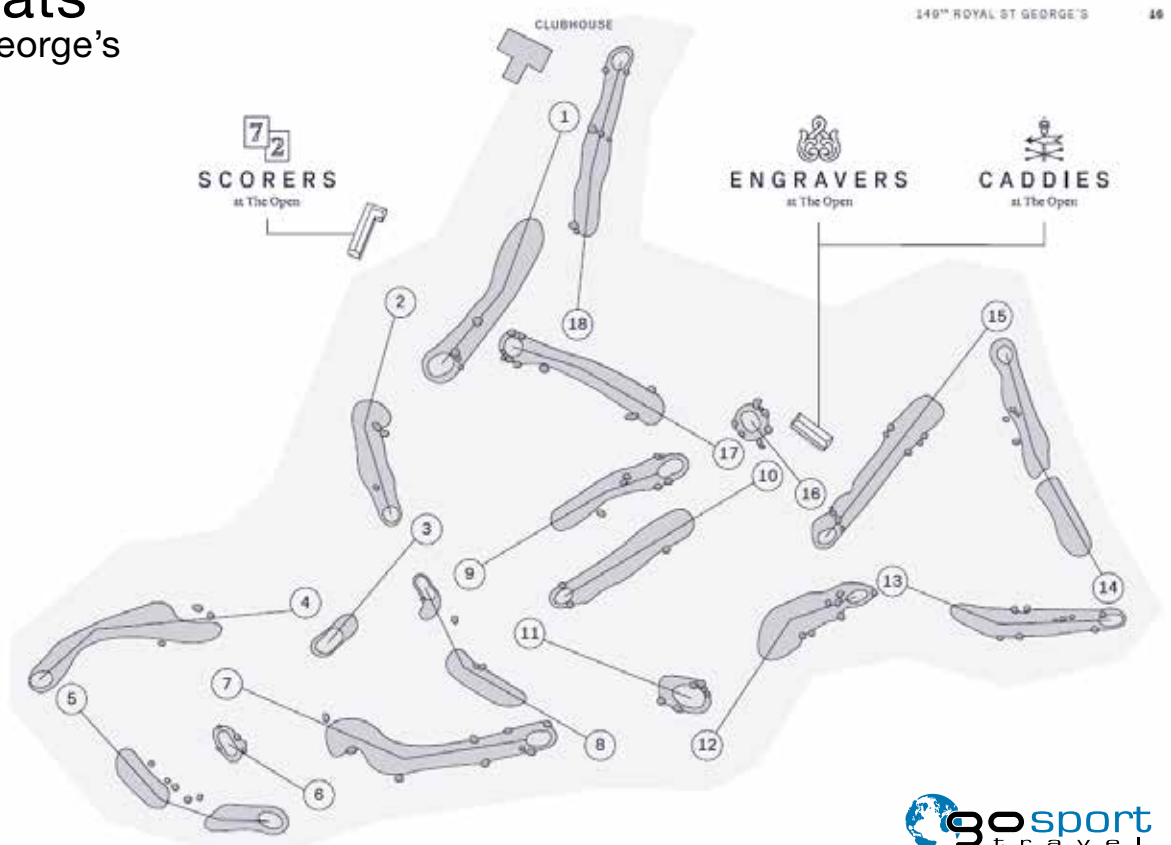 eorge's
CLUBHOUSE
149TH ROYAL ST GEORGE'S 16
7
2
SCORERS
at The Open
ENGRAVERS
at The Open
CADDIES
at The Open
1
2
18
15
17
10
16
3
9
14
13
4
11
7
5
8
12
6
gosport
travel